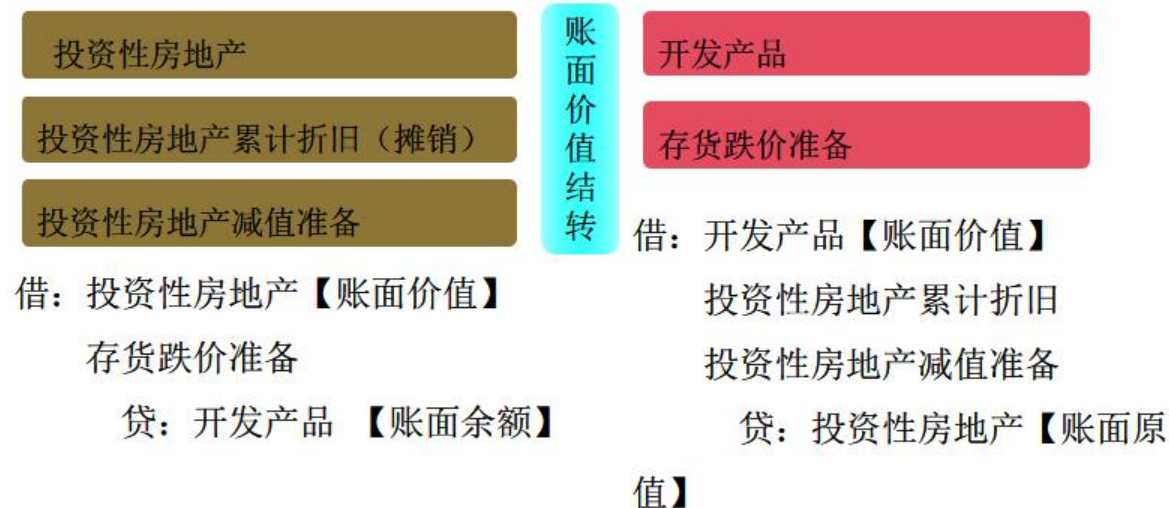 投资性房地产
投资性房地产累计折旧（摊销）
投资性房地产减值准备
账面价值结转
开发产品
存货跌价准备
借：投资性房地产【账面价值】
存货跌价准备
贷：开发产品 【账面余额】
借：开发产品【账面价值】
投资性房地产累计折旧
投资性房地产减值准备
贷：投资性房地产【账面原
值】